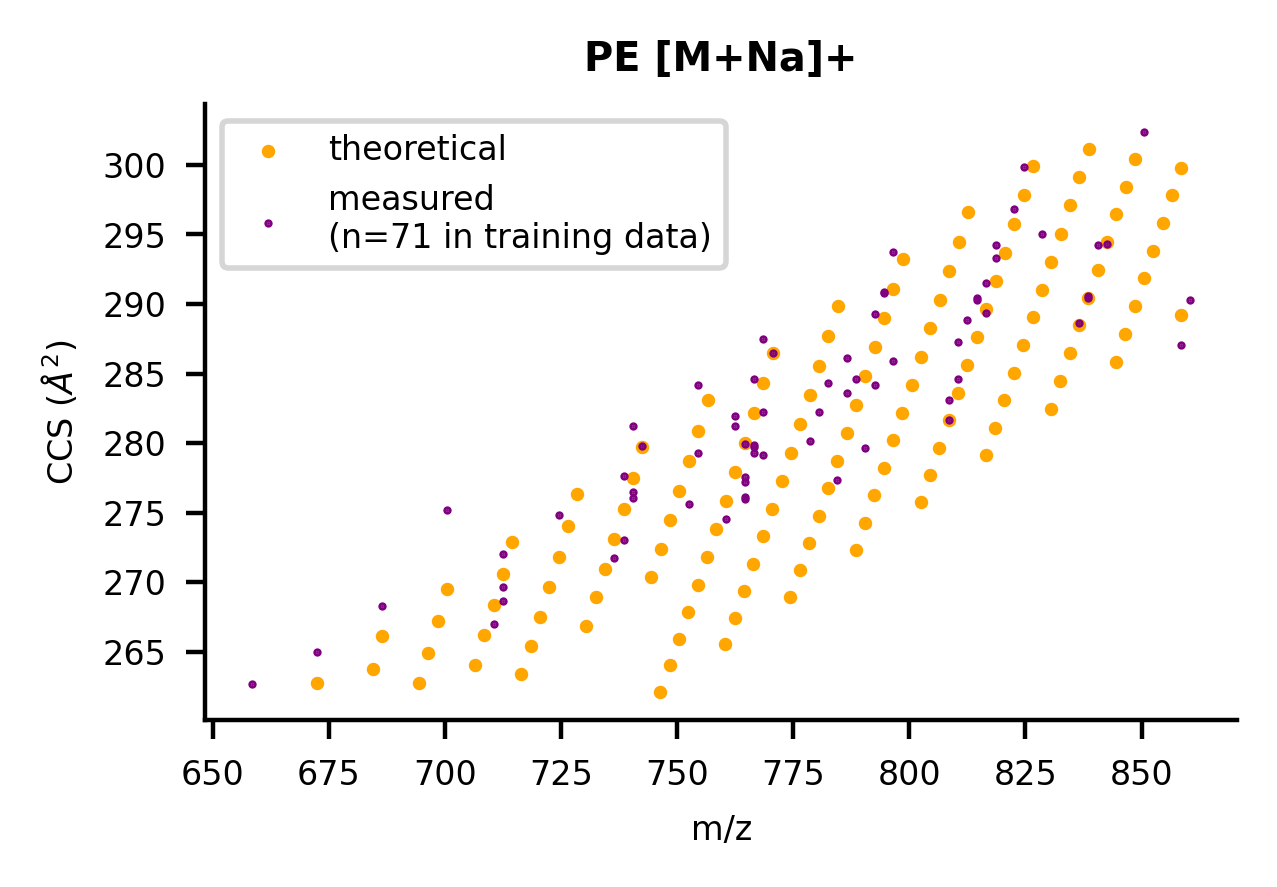 PE [M+Na]+
theoretical
measured
(n=71 in training data)
CCS (Å²)
300
295
290
285
280
275
270
265
650 675 700 725 750 775 800 825 850
m/z